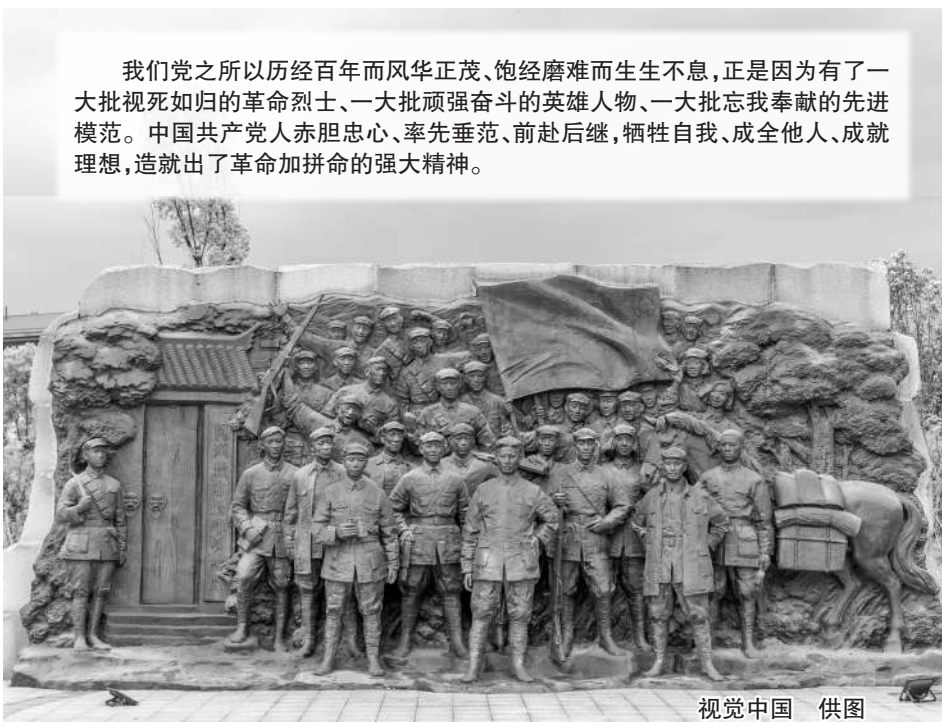 我们党之所以历经百年而风华正茂、饱经磨难而生生不息,正是因为有了一
大批视死如归的革命烈士、一大批顽强奋斗的英雄人物、一大批忘我奉献的先进
模范。中国共产党人赤胆忠心、率先垂范、前赴后继,牺牲自我、成全他人、成就
理想,造就出了革命加拼命的强大精神。
视觉中国 供图